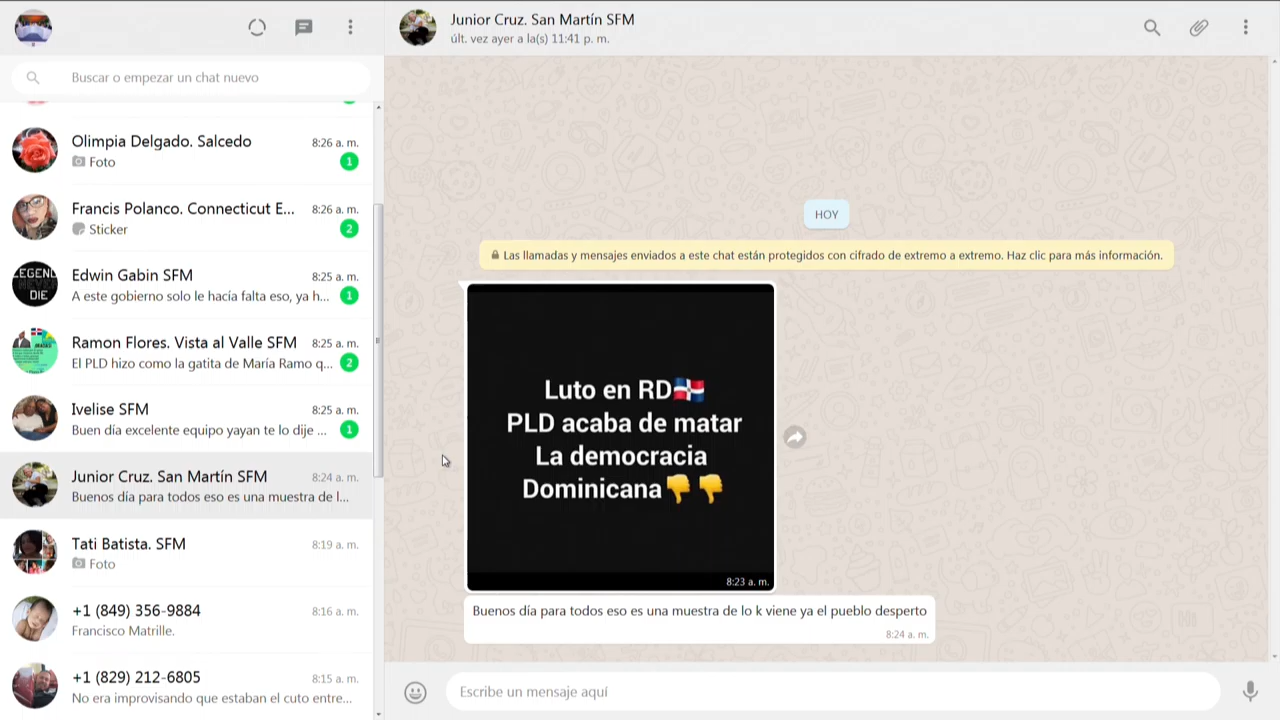 Buscar o empezar un chat nuevo
Olimpia Delgado. Salcedo
8:26 a. m.
Foto
1
Francis Polanco. Connecticut E...
8:26 a. m.
Sticker
2
LEGEND
NEVER
DIE
Edwin Gabin SFM
8:25 a. m.
A este gobierno solo le hacía falta eso, ya h...
1
Ramon Flores. Vista al Valle SFM
8:25 a. m.
El PLD hizo como la gatita de María Ramo q...
2
Ivelise SFM
8:25 a. m.
Buen día excelente equipo yayan te lo dije ...
1
Junior Cruz. San Martín SFM
8:24 a. m.
Buenos día para todos eso es una muestra de l...
Tati Batista. SFM
8:19 a. m.
Foto
+1 (849) 356-9884
8:16 a. m.
Francisco Matrille.
+1 (829) 212-6805
8:15 a. m.
No era improvisando que estaban el cuto entre...
Junior Cruz. San Martín SFM
últ. vez ayer a la(s) 11:41 p. m.
HOY
Las llamadas y mensajes enviados a este chat están protegidos con cifrado de extremo a extremo. Haz clic para más información.
Luto en RD🇩🇴
PLD acaba de matar
La democracia
Dominicana👎👎
8:23 a. m.
Buenos día para todos eso es una muestra de lo k viene ya el pueblo desperto
8:24 a. m.
Escribe un mensaje aquí